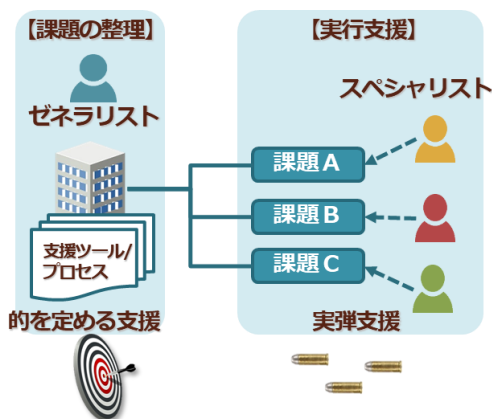 【課題の整理】
ゼネラリスト
支援ツール/
プロセス
的を定める支援
【実行支援】
スペシャリスト
課題A
課題B
課題C
実弾支援